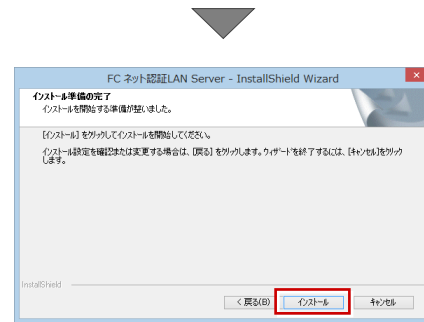 FC ネット認証LAN Server - InstallShield Wizard
インストール準備の完了
インストールを開始する準備が整いました。
[インストール] をクリックしてインストールを開始してください。
インストール設定を確認または変更する場合は、[戻る] をクリックします。ウィザードを終了するには、[キャンセル]をクリック
します。
InstallShield
< 戻る(B)
インストール
キャンセル